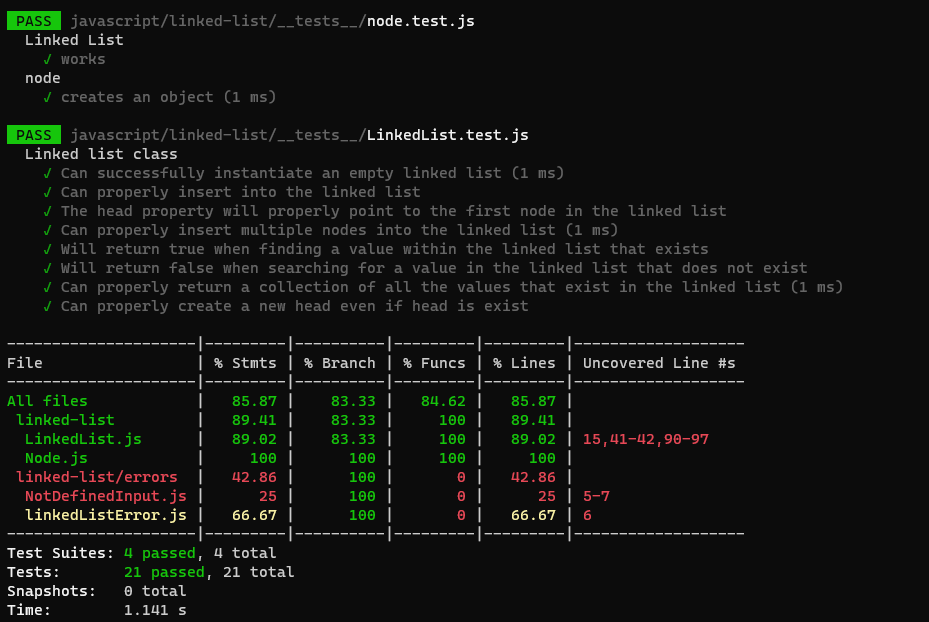 PASS javascript/linked-list/__tests__/node.test.js
Linked List
✓ works
node
✓ creates an object (1 ms)
PASS javascript/linked-list/__tests__/LinkedList.test.js
Linked list class
✓ Can successfully instantiate an empty linked list (1 ms)
✓ Can properly insert into the linked list
✓ The head property will properly point to the first node in the linked list
✓ Can properly insert multiple nodes into the linked list (1 ms)
✓ Will return true when finding a value within the linked list that exists
✓ Will return false when searching for a value in the linked list that does not exist
✓ Can properly return a collection of all the values that exist in the linked list (1 ms)
✓ Can properly create a new head even if head is exist
---------------------|---------|----------|---------|---------|-------------------
File                 | % Stmts | % Branch | % Funcs | % Lines | Uncovered Line #s
---------------------|---------|----------|---------|---------|-------------------
All files            |   85.87 |    83.33 |   84.62 |   85.87 |
 linked-list         |   89.41 |    83.33 |     100 |   89.41 |
  LinkedList.js      |   89.02 |    83.33 |     100 |   89.02 | 15,41-42,90-97
  Node.js            |     100 |      100 |     100 |     100 |
 linked-list/errors  |   42.86 |      100 |       0 |   42.86 |
  NotDefinedInput.js |      25 |      100 |       0 |      25 | 5-7
  linkedListError.js |   66.67 |      100 |       0 |   66.67 | 6
---------------------|---------|----------|---------|---------|-------------------
Test Suites: 4 passed, 4 total
Tests:       21 passed, 21 total
Snapshots:   0 total
Time:        1.141 s